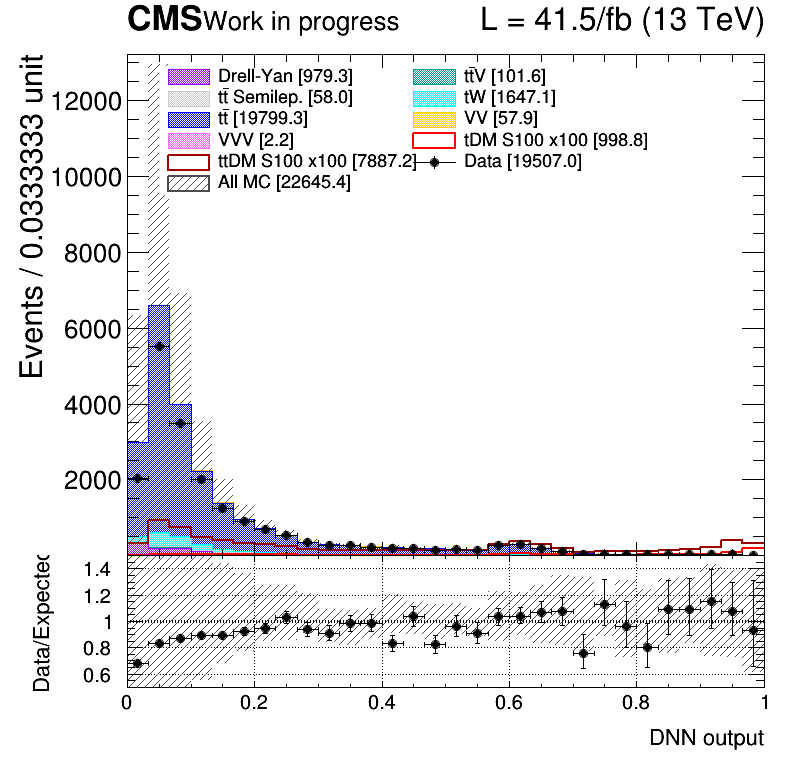 CMS Work in progress L = 41.5/fb (13 TeV)
Events / 0.0333333 unit
12000
10000
8000
6000
4000
2000
Drell-Yan [979.3]
tt̄V [101.6]
tt̄ Semilep. [58.0]
tW [1647.1]
tt̄ [19799.3]
VV [57.9]
VVV [2.2]
tDM S100 x100 [998.8]
ttDM S100 x100 [7887.2]
Data [19507.0]
All MC [22645.4]
Data/Expected
1.4
1.2
1
0.8
0.6
0 0.2 0.4 0.6 0.8 1
DNN output